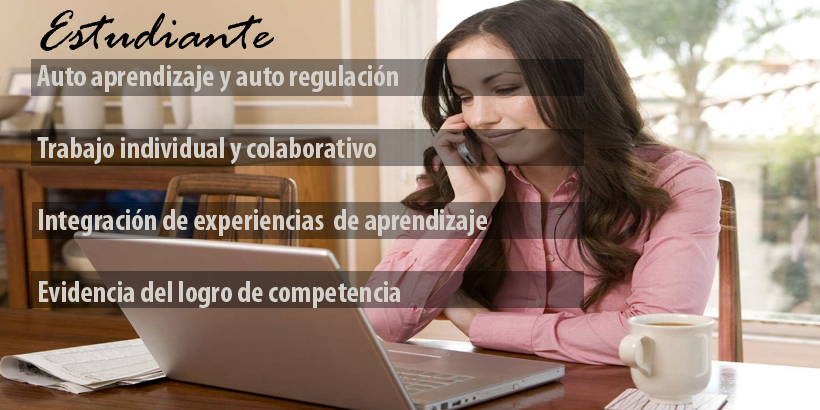 Estudiante
Auto aprendizaje y auto regulación
Trabajo individual y colaborativo
Integración de experiencias de aprendizaje
Evidencia del logro de competencia